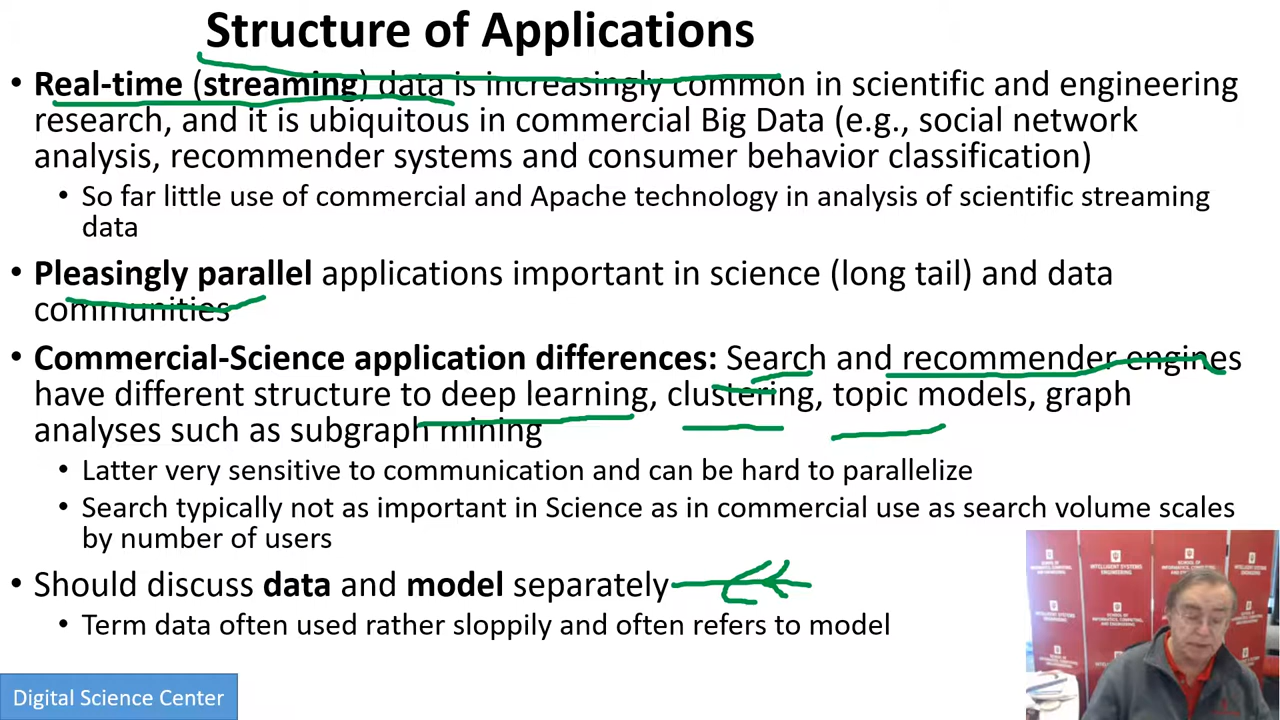 Structure of Applications
• Real-time (streaming) data is increasingly common in scientific and engineering
research, and it is ubiquitous in commercial Big Data (e.g., social network
analysis, recommender systems and consumer behavior classification)
• So far little use of commercial and Apache technology in analysis of scientific streaming
data
• Pleasingly parallel applications important in science (long tail) and data
communities
• Commercial-Science application differences: Search and recommender engines
have different structure to deep learning, clustering, topic models, graph
analyses such as subgraph mining
• Latter very sensitive to communication and can be hard to parallelize
• Search typically not as important in Science as in commercial use as search volume scales
by number of users
• Should discuss data and model separately
• Term data often used rather sloppily and often refers to model
INTELLIGENT SYSTEMS
ENGINEERING
Digital Science Center